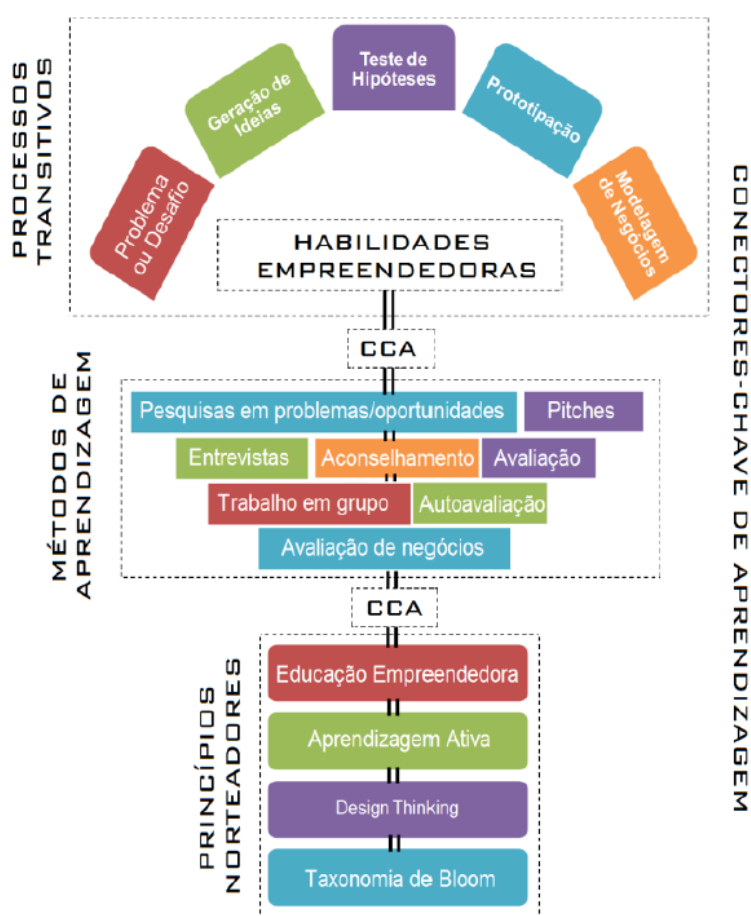 PROCESSOS
TRANSITIVOS
Problema
ou Desafio
Geração de
Ideias
Teste de
Hipóteses
Prototipação
Modelagem
de Negócios
HABILIDADES
EMPREENDEDORAS
CCA
MÉTODOS DE
APRENDIZAGEM
Pesquisas em problemas/oportunidades
Pitches
Entrevistas
Aconselhamento
Avaliação
Trabalho em grupo
Autoavaliação
Avaliação de negócios
CCA
PRINCÍPIOS
NORTEADORES
Educação Empreendedora
Aprendizagem Ativa
Design Thinking
Taxonomia de Bloom
CONECTORES-CHAVE DE APRENDIZAGEM